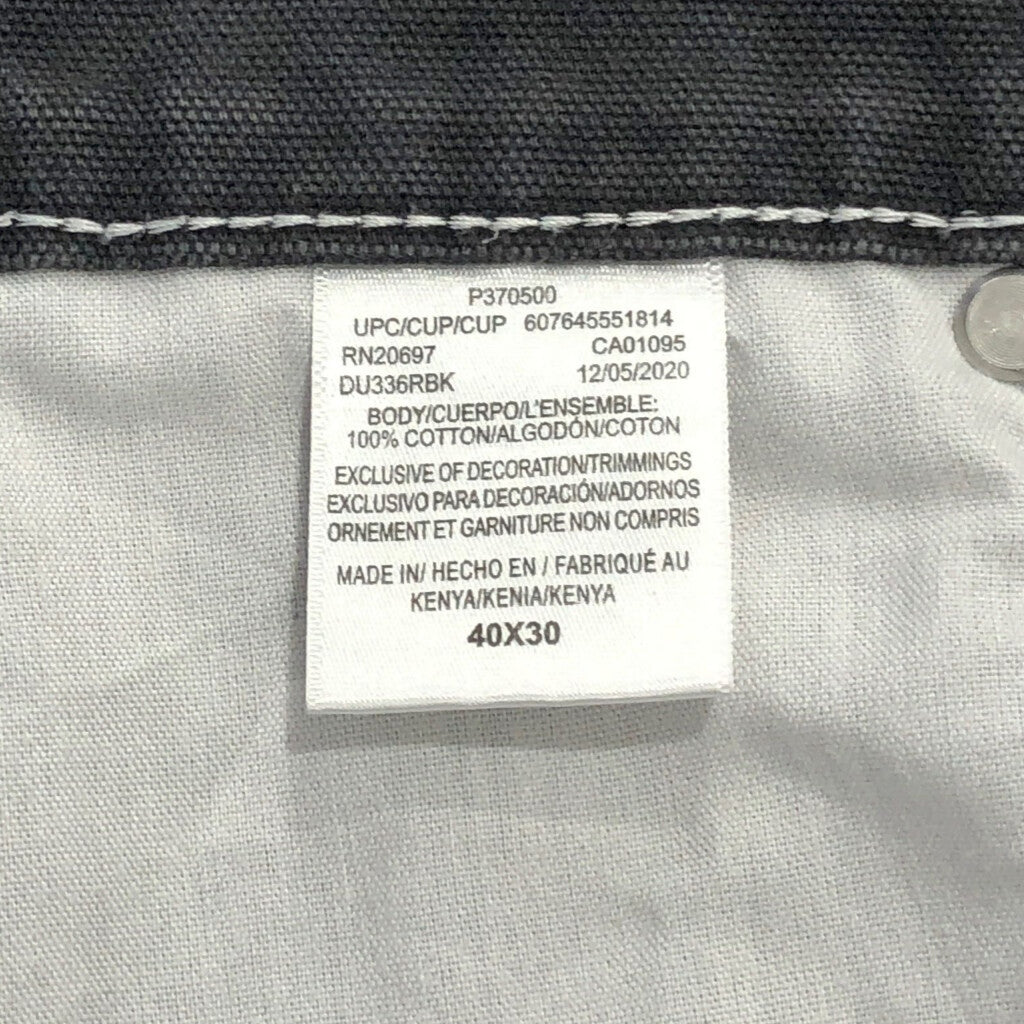 P370500
UPC/CUP/CUP 607645551814
RN20697 CA01095
DU336RBK 12/05/2020
BODY/CUERPO/L'ENSEMBLE:
100% COTTON/ALGODÓN/COTON
EXCLUSIVE OF DECORATION/TRIMMINGS
EXCLUSIVO PARA DECORACIÓN/ADORNOS
ORNEMENT ET GARNITURE NON COMPRIS
MADE IN/ HECHO EN / FABRIQUÉ AU
KENYA/KENIA/KENYA
40X30